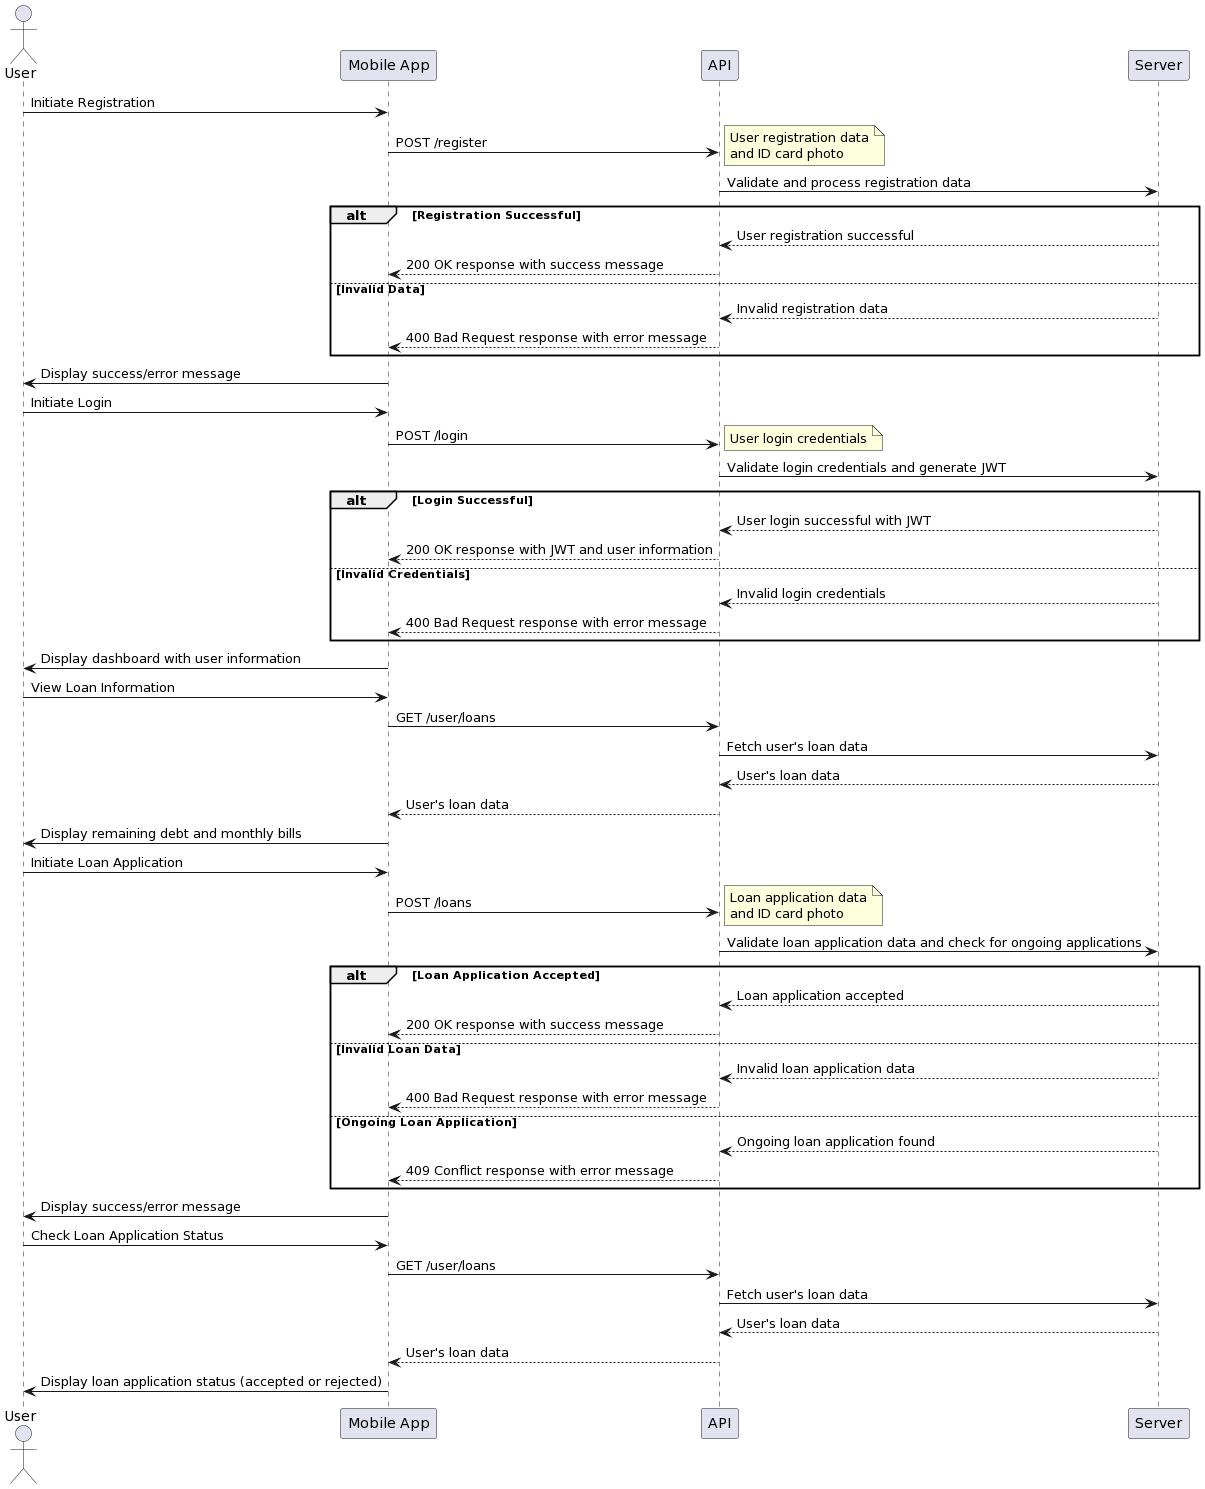 User
Mobile App
API
Server
Initiate Registration
POST /register
User registration data
and ID card photo
Validate and process registration data
alt
[Registration Successful]
User registration successful
200 OK response with success message
[Invalid Data]
Invalid registration data
400 Bad Request response with error message
Display success/error message
Initiate Login
POST /login
User login credentials
Validate login credentials and generate JWT
alt
[Login Successful]
User login successful with JWT
200 OK response with JWT and user information
[Invalid Credentials]
Invalid login credentials
400 Bad Request response with error message
Display dashboard with user information
View Loan Information
GET /user/loans
Fetch user's loan data
User's loan data
User's loan data
Display remaining debt and monthly bills
Initiate Loan Application
POST /loans
Loan application data
and ID card photo
Validate loan application data and check for ongoing applications
alt
[Loan Application Accepted]
Loan application accepted
200 OK response with success message
[Invalid Loan Data]
Invalid loan application data
400 Bad Request response with error message
[Ongoing Loan Application]
Ongoing loan application found
409 Conflict response with error message
Display success/error message
Check Loan Application Status
GET /user/loans
Fetch user's loan data
User's loan data
User's loan data
Display loan application status (accepted or rejected)
User
Mobile App
API
Server